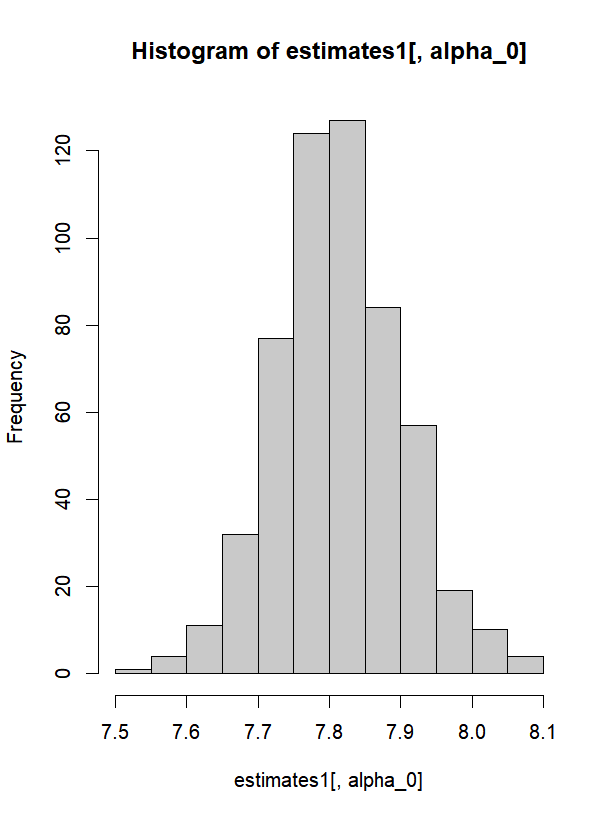 Histogram of estimates1[, alpha_0]
120
100
80
60
40
20
0
Frequency
7.5 7.6 7.7 7.8 7.9 8.0 8.1
estimates1[, alpha_0]